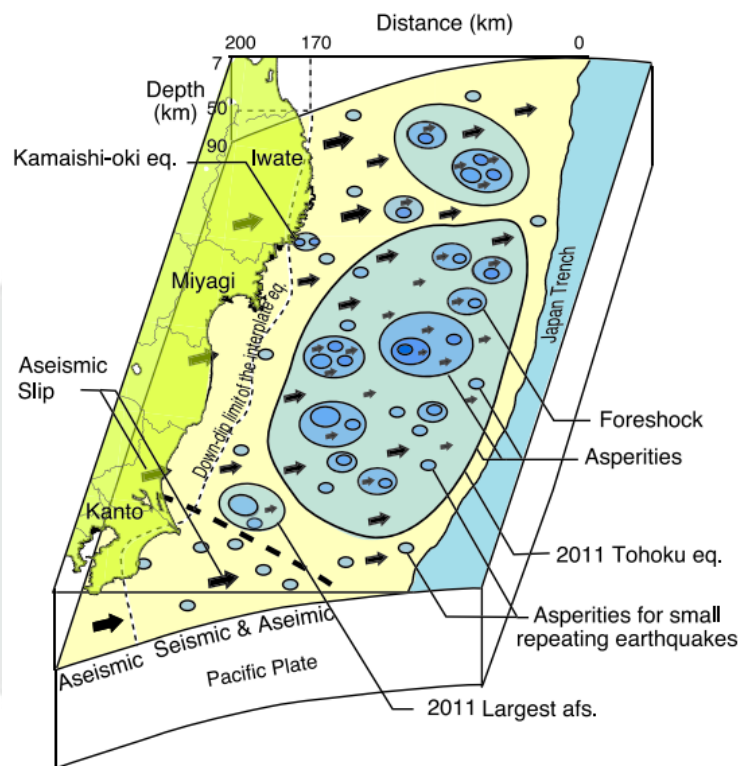 Distance (km)
200
170
0
7
Depth
(km)
50
90
Kamaishi-oki eq.
Iwate
Miyagi
Down-dip limit of the interplate eq.
Japan Trench
Aseismic
Slip
Foreshock
Asperities
Kanto
2011 Tohoku eq.
Asperities for small
repeating earthquakes
Aseismic
Seismic & Aseimic
Pacific Plate
2011 Largest afs.